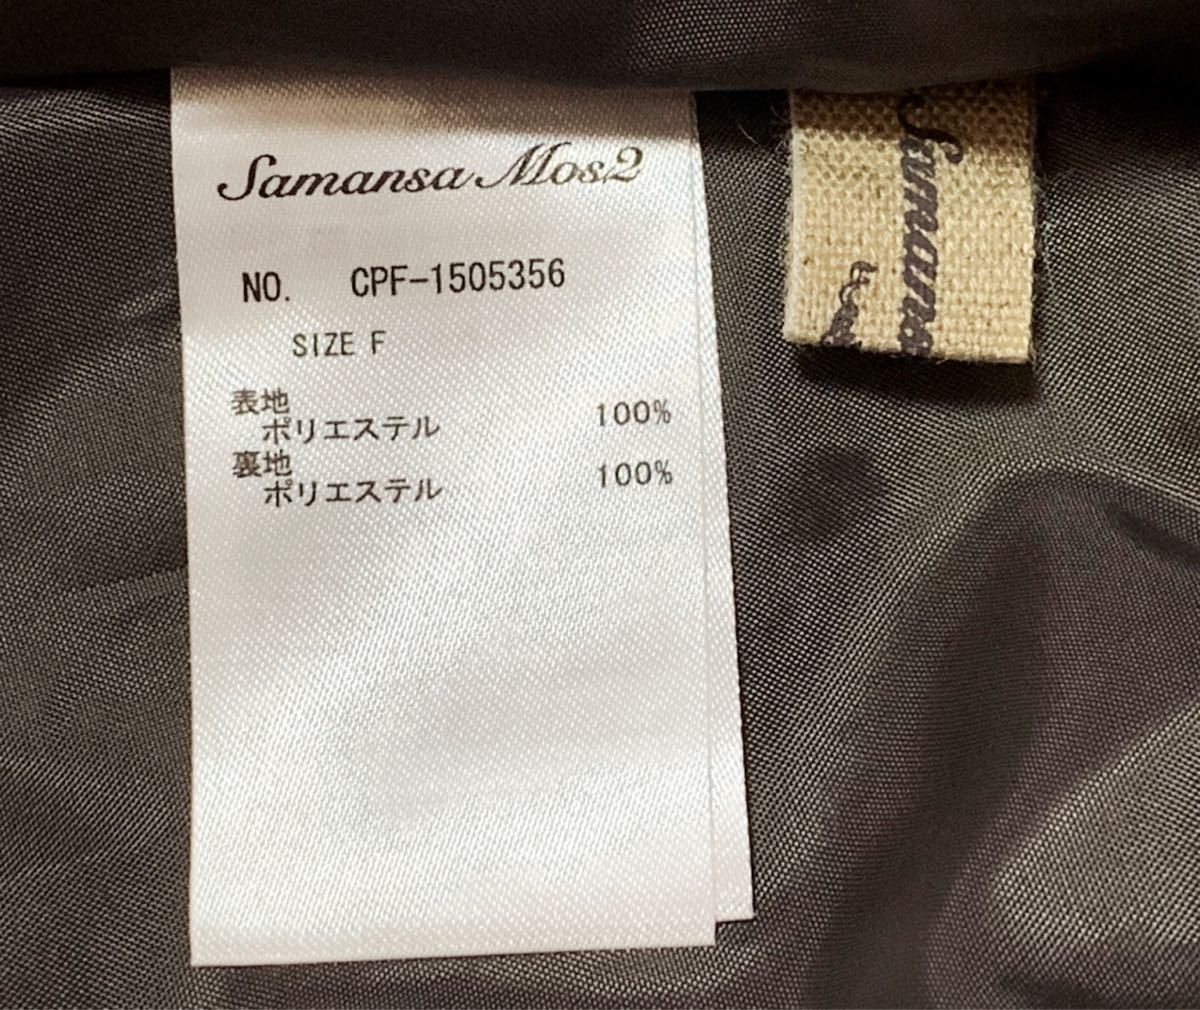 Samansa Mos2
NO. CPF-1505356
SIZE F
表地
ポリエステル 100%
裏地
ポリエステル 100%
Samans